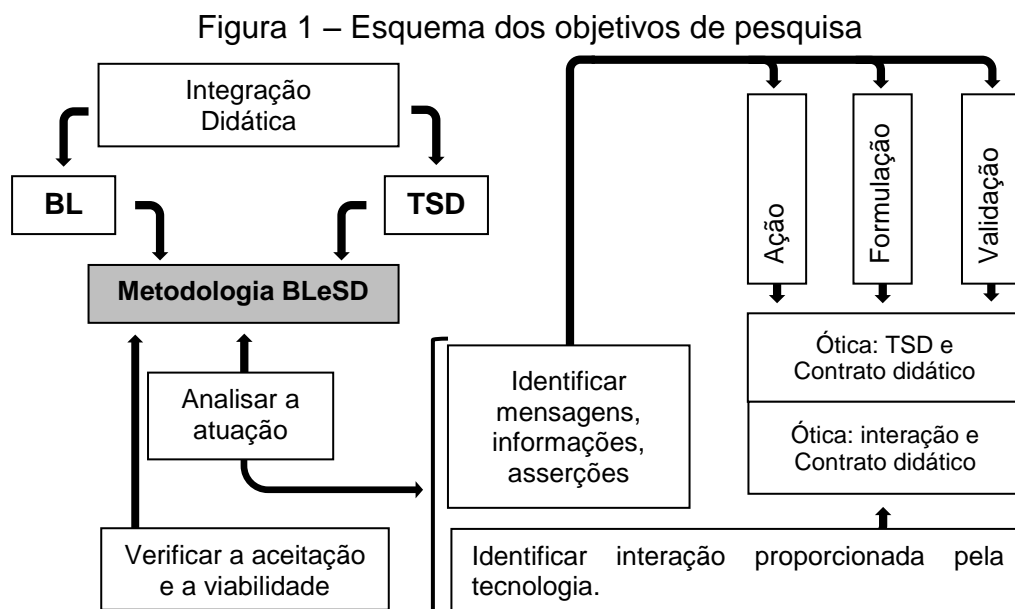 Figura 1 – Esquema dos objetivos de pesquisa
Integração
Didática
BL
TSD
Metodologia BLeSD
Analisar a
atuação
Verificar a aceitação
e a viabilidade
Identificar
mensagens,
informações,
asserções
Ação
Formulação
Validação
Ótica: TSD e
Contrato didático
Ótica: interação e
Contrato didático
Identificar interação proporcionada pela
tecnologia.